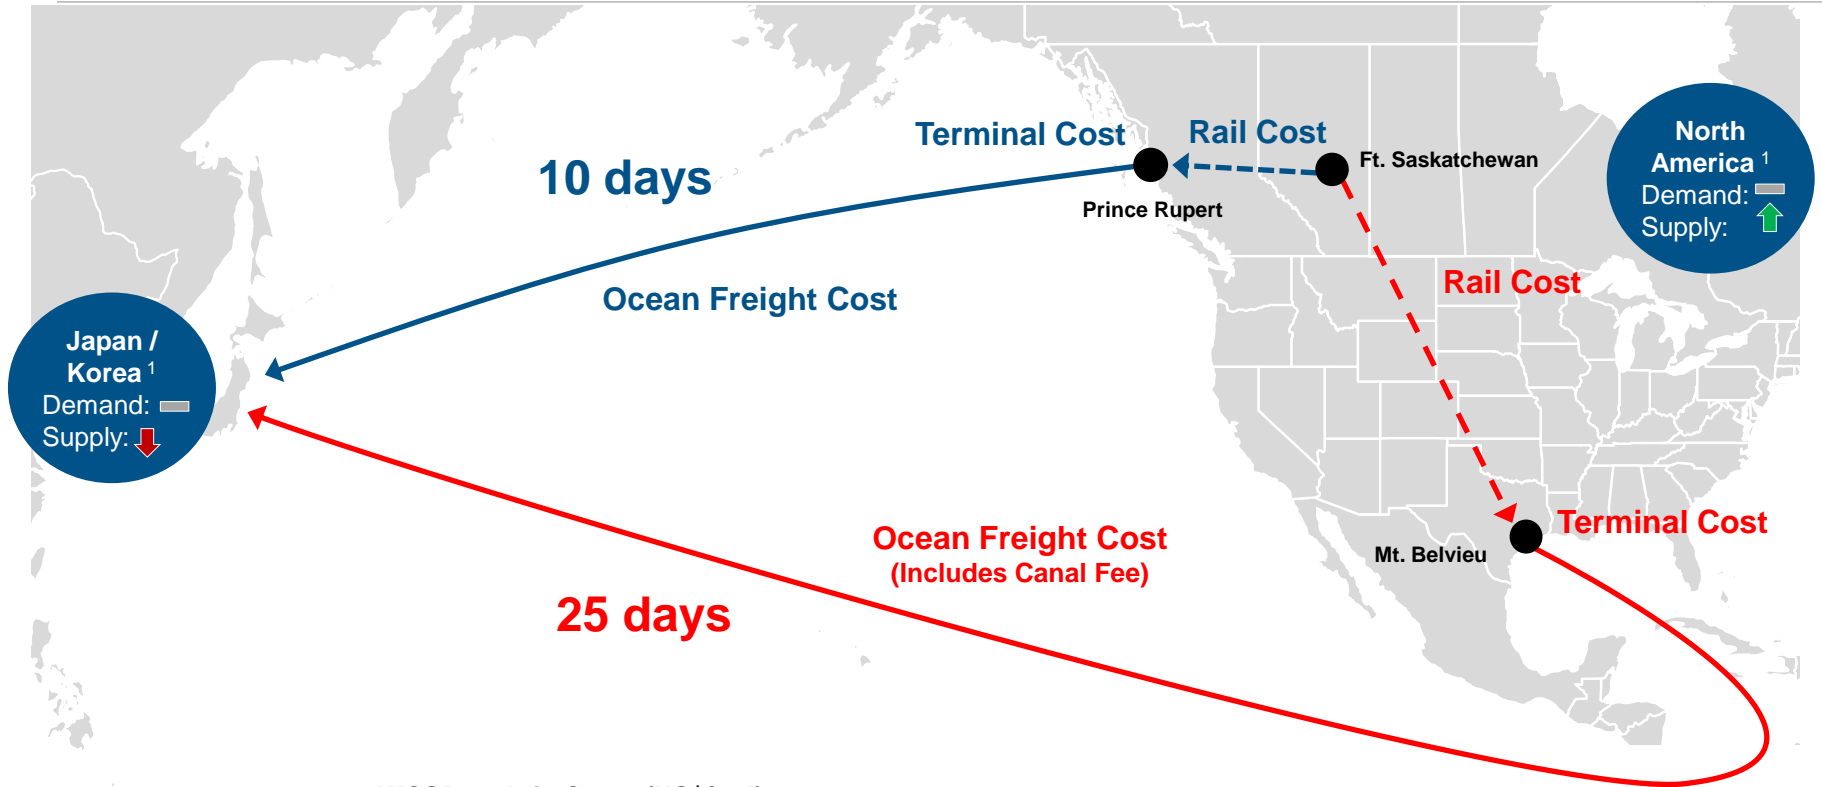 10 days
Terminal Cost
Rail Cost
Ft. Saskatchewan
Prince Rupert
North
America 1
Demand:
Supply:
Rail Cost
Ocean Freight Cost
Japan /
Korea 1
Demand:
Supply:
Ocean Freight Cost
(Includes Canal Fee)
Terminal Cost
Mt. Belvieu
25 days